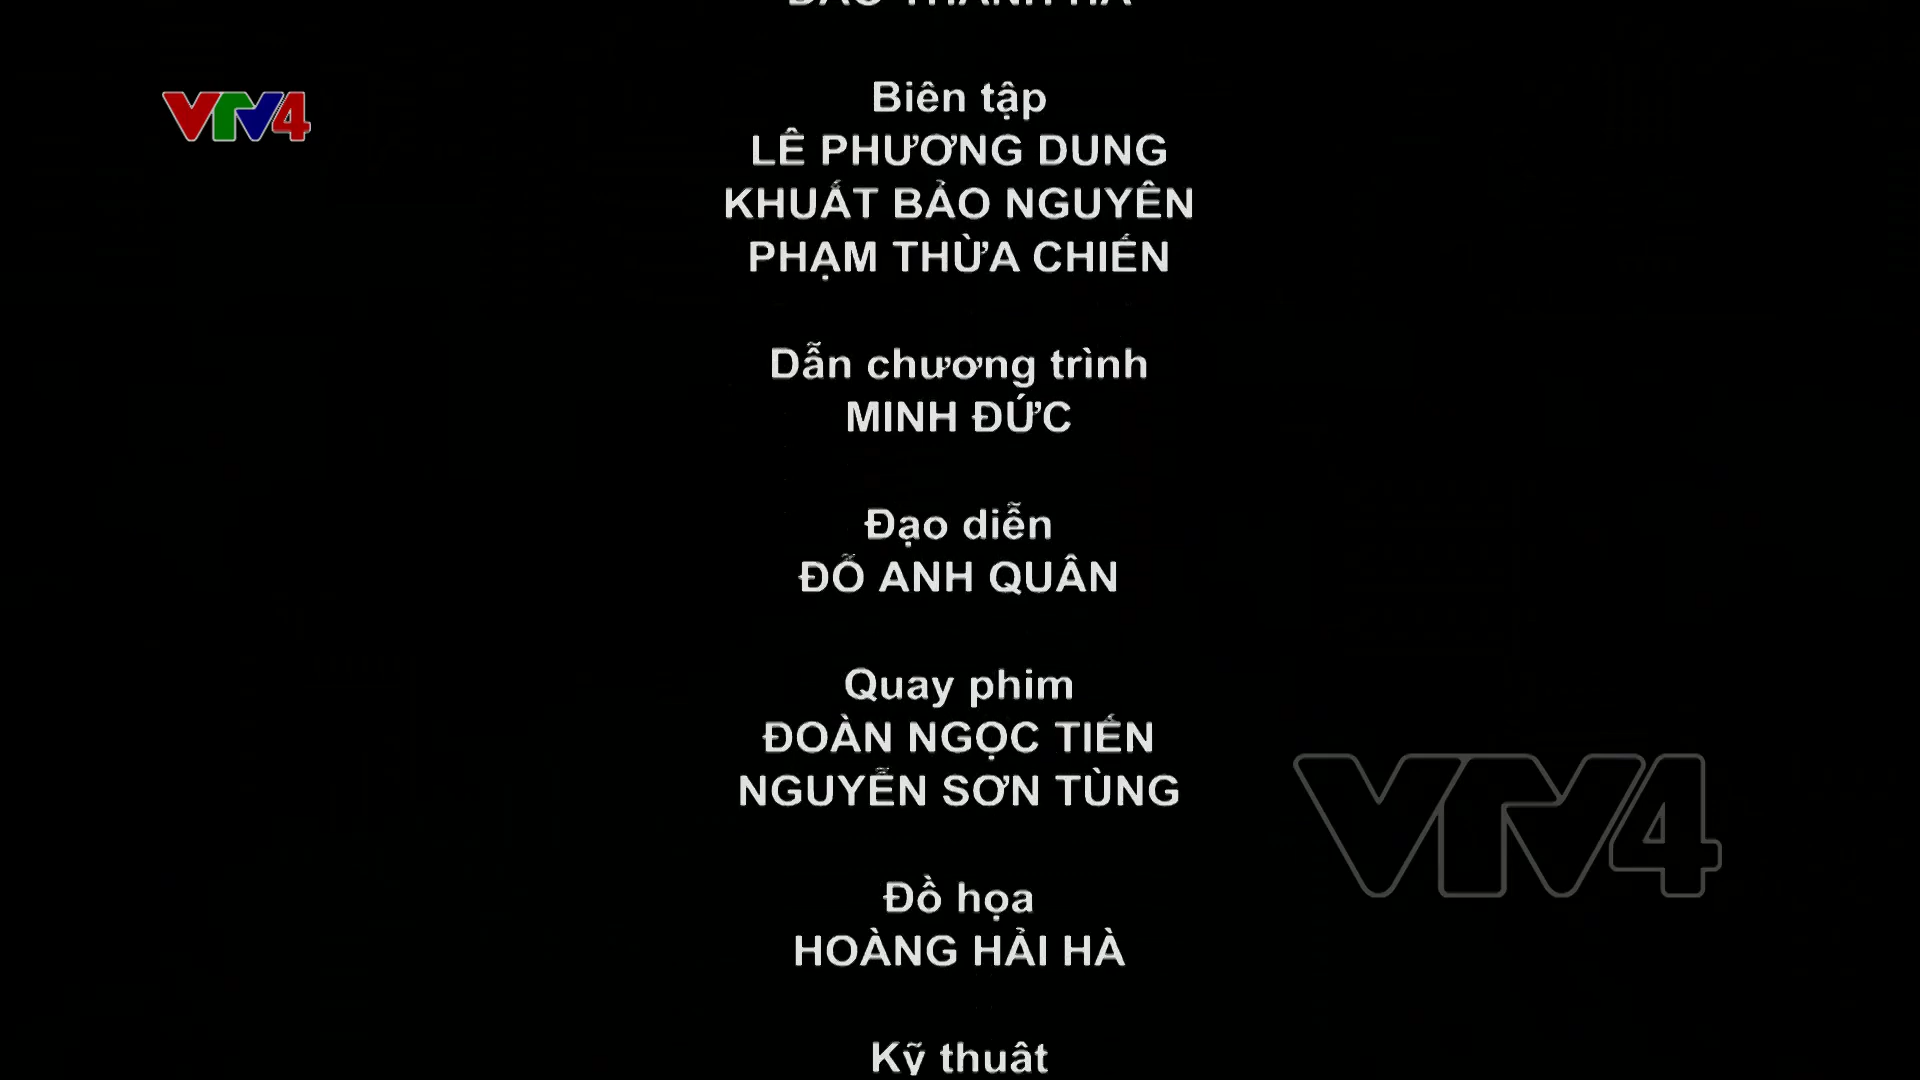 VTV4
Biên tập
LÊ PHƯƠNG DUNG
KHUẤT BẢO NGUYÊN
PHẠM THỪA CHIẾN
Dẫn chương trình
MINH ĐỨC
Đạo diễn
ĐỖ ANH QUÂN
Quay phim
ĐOÀN NGỌC TIẾN
NGUYỄN SƠN TÙNG
VTV4
Đồ họa
HOÀNG HẢI HÀ
Kỹ thuật